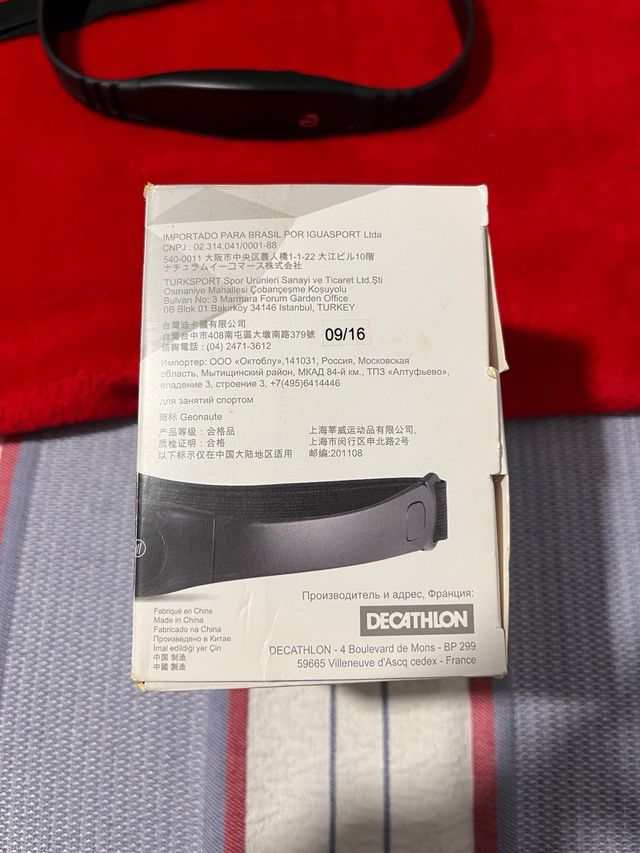 IMPORTADO PARA BRASIL POR IGUASPORT Ltda
CNPJ : 02.314.041/0001-88
540-0011 大阪市中央区農人橋1-1-22 大江ビル10階
ナチュラムイーコマース株式会社
TURKSPORT Spor Urünleri Sanayi ve Ticaret Ltd.Şti
Osmaniye Mahallesi Çobançeşme Koşuyolu
Bulvarı No: 3 Marmara Forum Garden Office
0B Blok 01 Bakırköy 34146 Istanbul, TURKEY
台灣迪卡儂有限公司
台灣台中市408南屯區大墩南路379號
諮詢電話 : (04) 2471-3612
09/16
Импортер: ООО «Октоблу»,141031, Россия, Московская
область, Мытищинский район, МКАД 84-й км., ТПЗ «Алтуфьево»,
владение 3, строение 3, +7(495)6414446
для занятий спортом
商标 Geonaute
产品等级 : 合格品
质检证明 : 合格
以下标示仅在中国大陆地区适用
上海莘威运动品有限公司,
上海市闵行区申北路2号
邮编:201108
Производитель и адрес, Франция:
DECATHLON
DECATHLON - 4 Boulevard de Mons - BP 299
59665 Villeneuve d'Ascq cedex - France
Fabriqué en Chine
Made in China
Fabricado na China
Произведено в Китае
Imal edildiği yer Çin
中国 制造
中國 製造